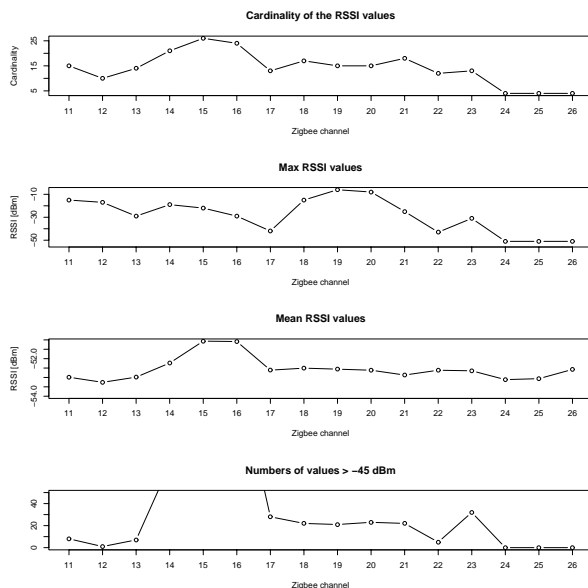 Cardinality of the RSSI values
Cardinality
5 15 25
11 12 13 14 15 16 17 18 19 20 21 22 23 24 25 26
Zigbee channel
Max RSSI values
RSSI [dBm]
−50 −30 −10
11 12 13 14 15 16 17 18 19 20 21 22 23 24 25 26
Zigbee channel
Mean RSSI values
RSSI [dBm]
−54.0 −52.0
11 12 13 14 15 16 17 18 19 20 21 22 23 24 25 26
Zigbee channel
Numbers of values > −45 dBm
0 20 40
11 12 13 14 15 16 17 18 19 20 21 22 23 24 25 26
Zigbee channel